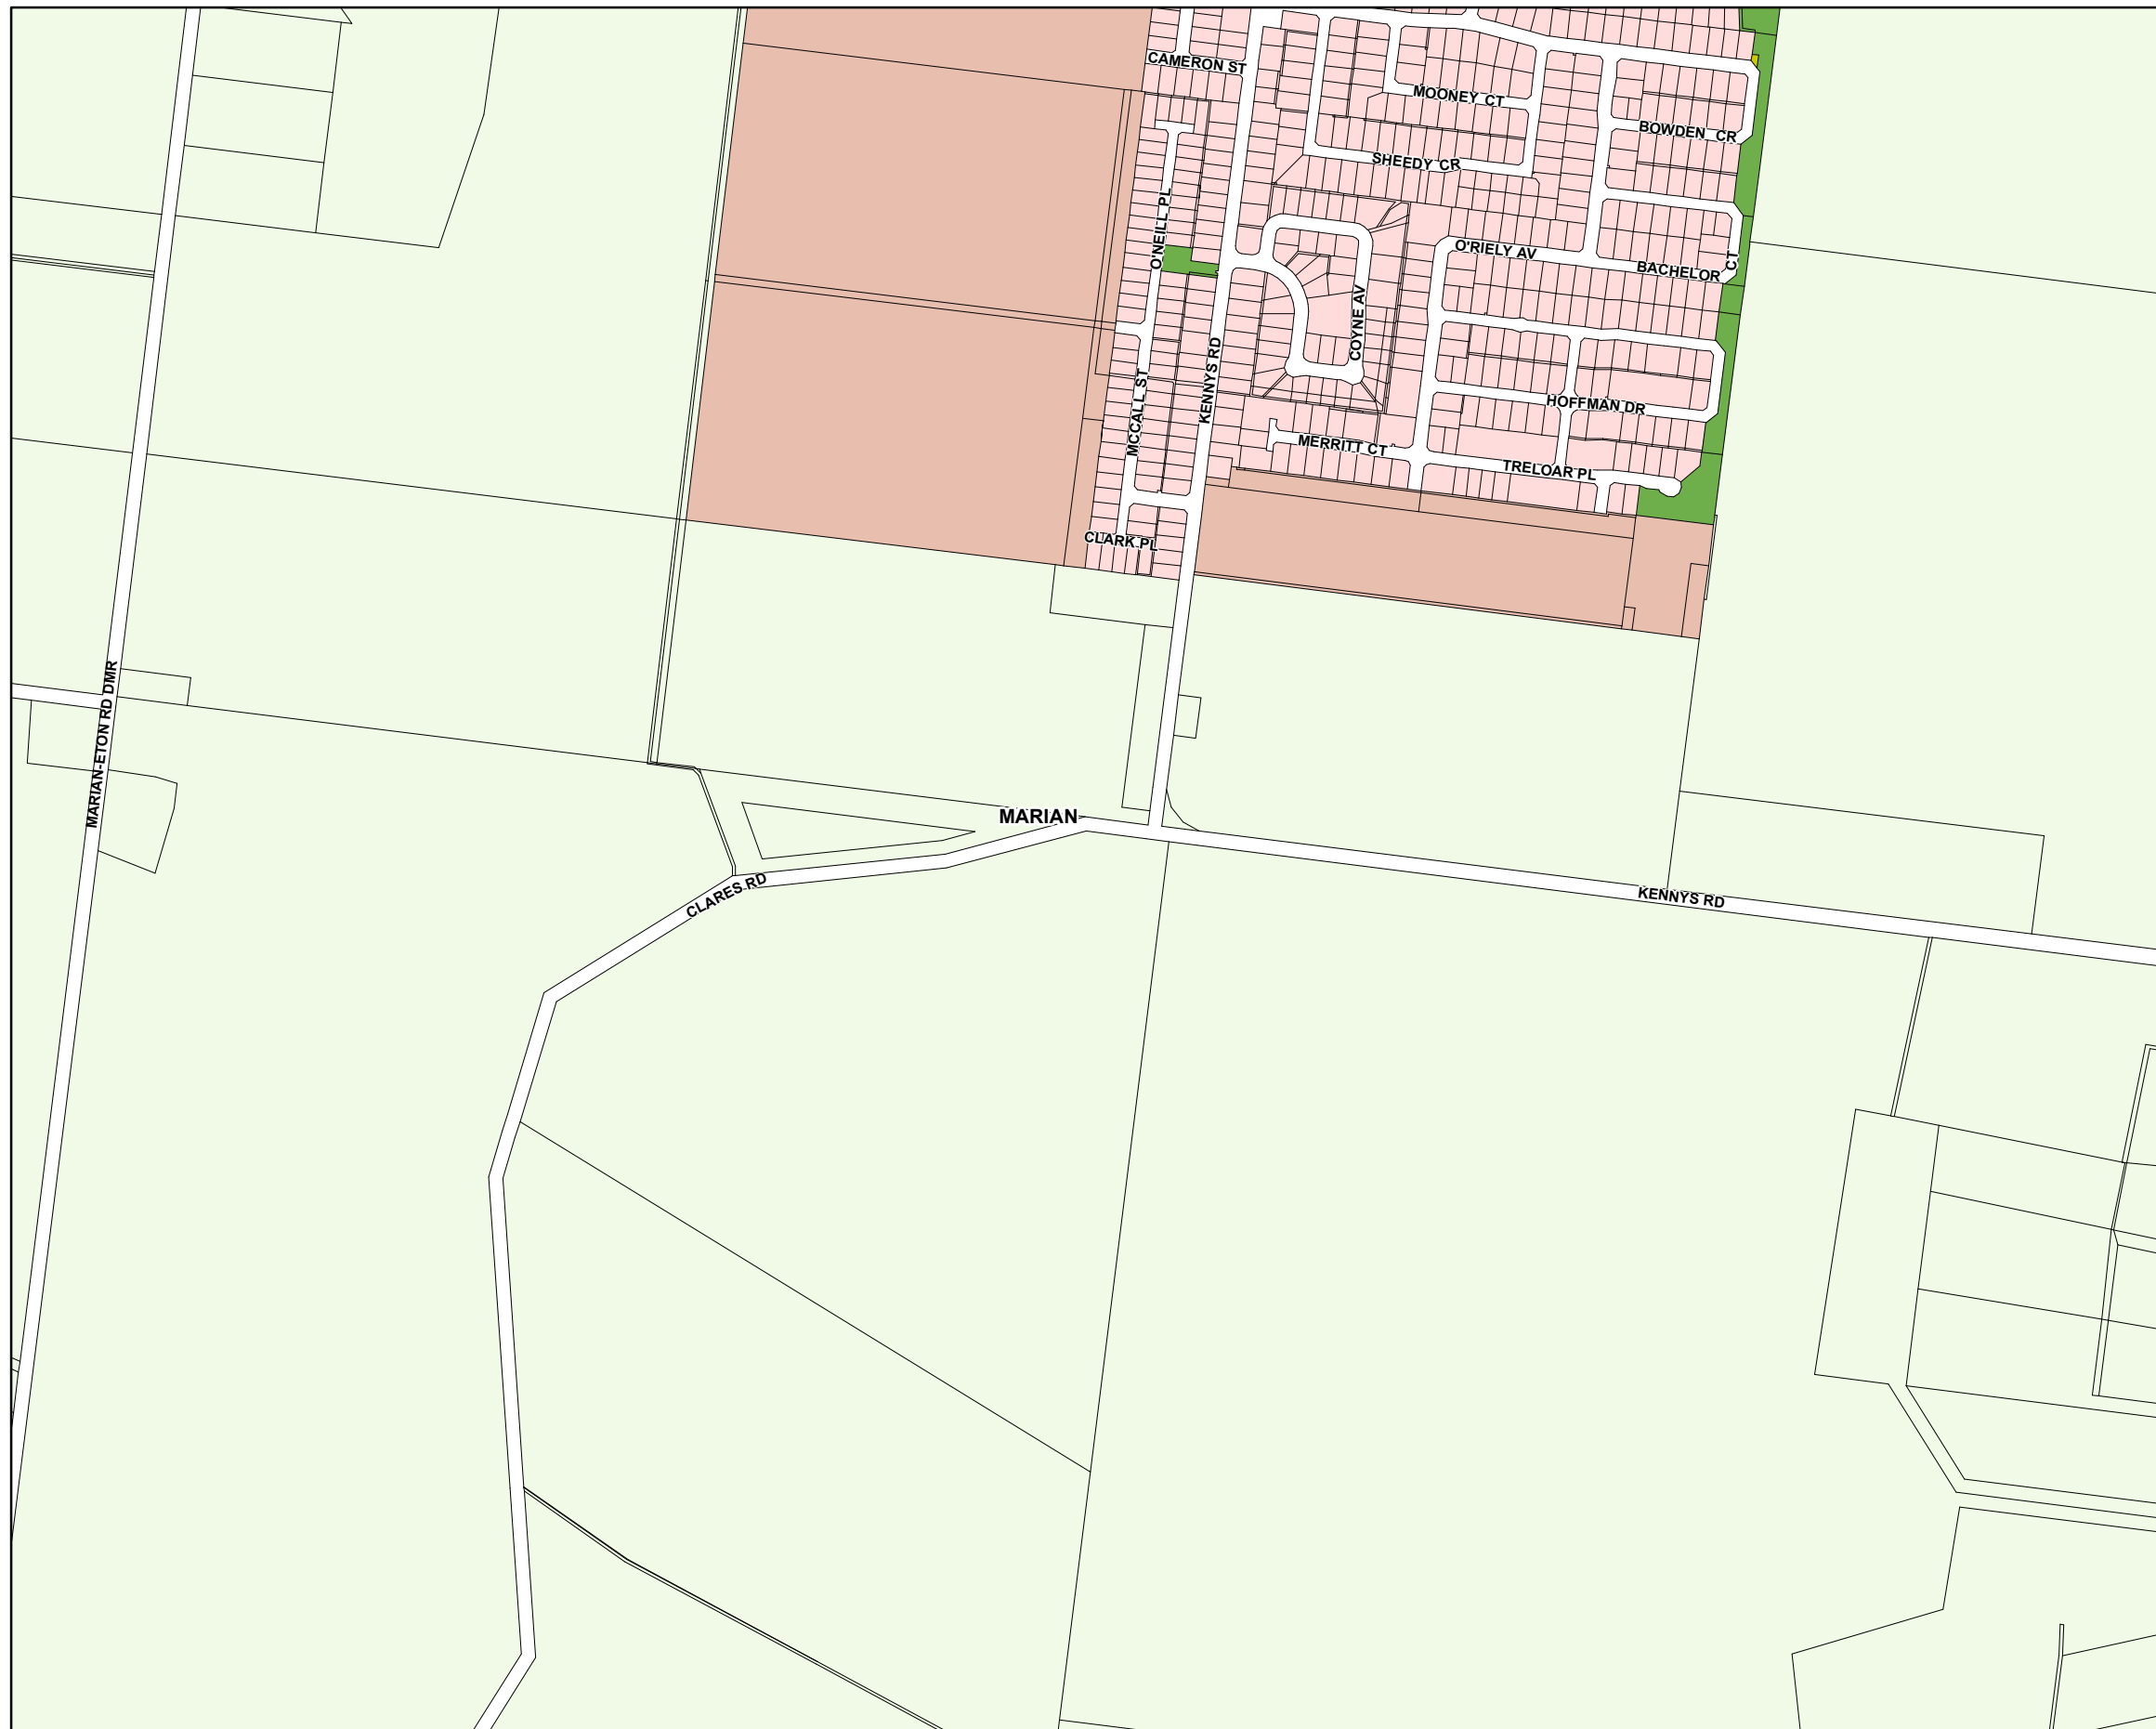 CAMERON ST
MOONEY CT
BOWDEN CR
SHEEDY CR
O'NEILL PL
O'RIELY AV
BACHELOR CT
COYNE AV
KENNYS RD
MCCALL ST
HOFFMAN DR
MERRITT CT
TRELOAR PL
CLARK PL
MARIAN-ETON RD DMR
MARIAN
CLARES RD
KENNYS RD